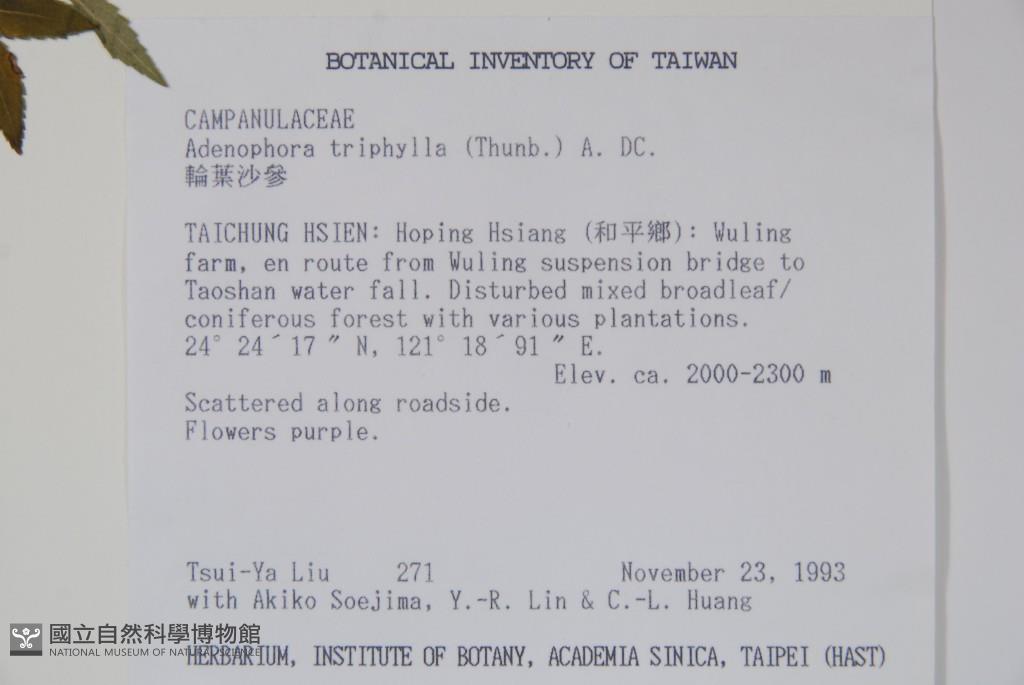 BOTANICAL INVENTORY OF TAIWAN
CAMPANULACEAE
Adenophora triphylla (Thunb.) A. DC.
輪葉沙參
TAICHUNG HSIEN: Hoping Hsiang (和平鄉): Wuling
farm, en route from Wuling suspension bridge to
Taoshan water fall. Disturbed mixed broadleaf/
coniferous forest with various plantations.
24° 24´17 ″ N, 121° 18´91 ″ E.
Elev. ca. 2000-2300 m
Scattered along roadside.
Flowers purple.
Tsui-Ya Liu 271 November 23, 1993
with Akiko Soejima, Y.-R. Lin & C.-L. Huang
HERBARIUM, INSTITUTE OF BOTANY, ACADEMIA SINICA, TAIPEI (HAST)
國立自然科學博物館
NATIONAL MUSEUM OF NATURAL SCIENCE